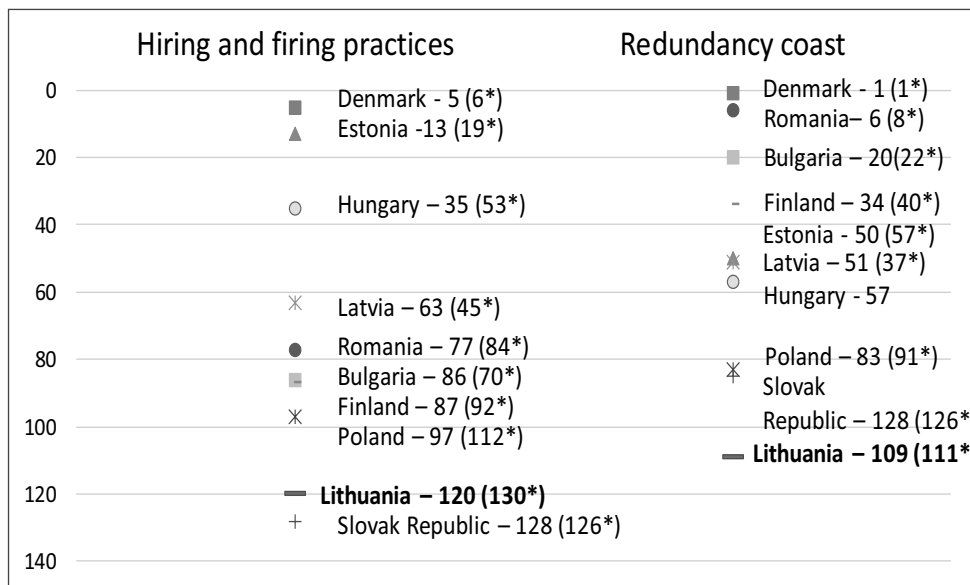 Hiring and firing practices
Redundancy coast
0
20
40
60
80
100
120
140
Denmark - 5 (6*)
Estonia -13 (19*)
Hungary – 35 (53*)
Latvia – 63 (45*)
Romania – 77 (84*)
Bulgaria – 86 (70*)
Finland – 87 (92*)
Poland – 97 (112*)
Lithuania – 120 (130*)
Slovak Republic – 128 (126*)
Denmark - 1 (1*)
Romania– 6 (8*)
Bulgaria – 20(22*)
Finland – 34 (40*)
Estonia - 50 (57*)
Latvia – 51 (37*)
Hungary - 57
Poland – 83 (91*)
Slovak
Republic – 128 (126*
Lithuania – 109 (111*